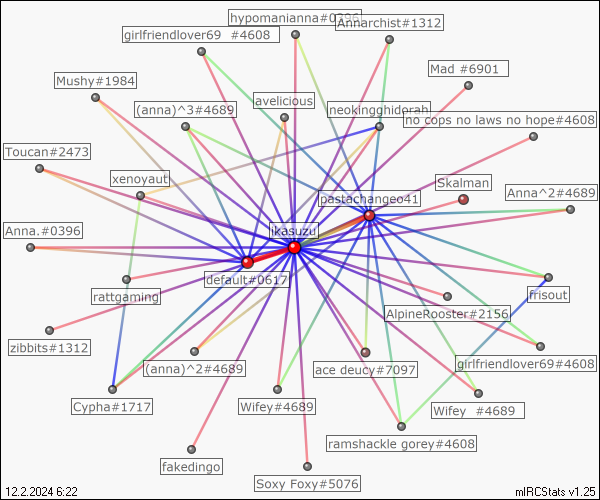 hypomanianna#0396
Annarchist#1312
girlfriendlover69 #4608
Mad #6901
Mushy#1984
avelicious
(anna)^3#4689
neokingghidorah
no cops no laws no hope#4608
Toucan#2473
xenoyaut
Skalman
pastachangeo41
Anna^2#4689
Anna.#0396
ikasuzu
default#0617
rattgaming
frisout
AlpineRooster#2156
zibbits#1312
(anna)^2#4689
ace deucy#7097
girlfriendlover69#4608
Cypha#1717
Wifey#4689
Wifey #4689
ramshackle gorey#4608
fakedingo
Soxy Foxy#5076
12.2.2024 6:22
mIRCStats v1.25